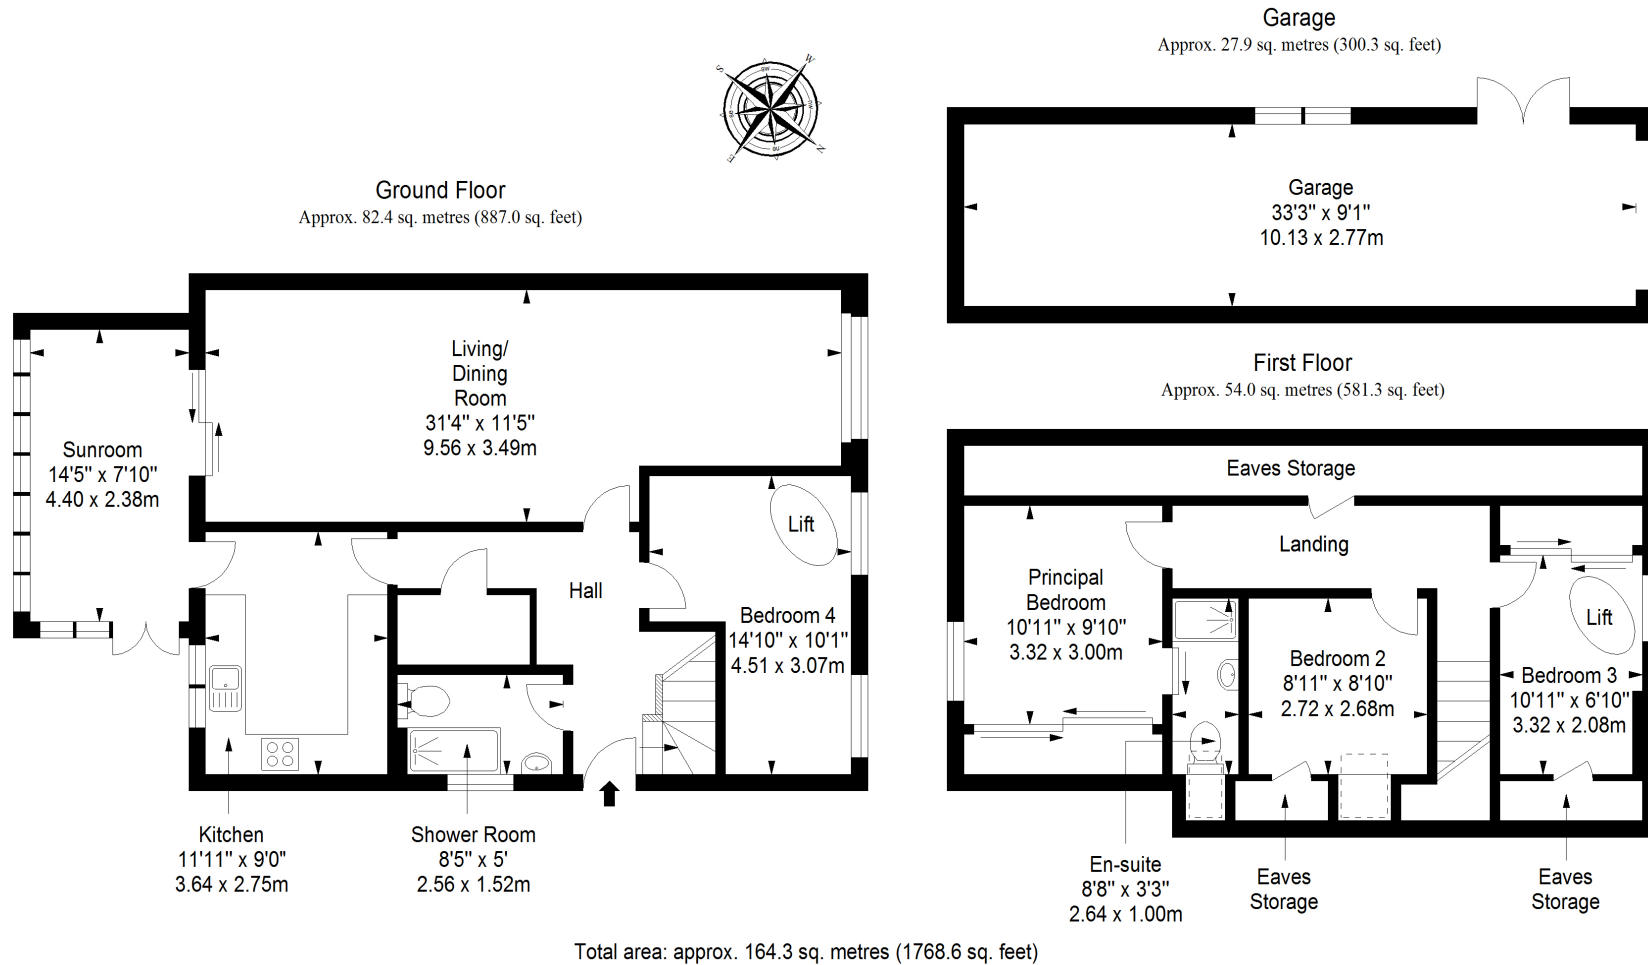 Garage
Approx. 27.9 sq. metres (300.3 sq. feet)
S
W
N
E
SW
NW
SE
NE
Ground Floor
Approx. 82.4 sq. metres (887.0 sq. feet)
Garage
33'3" x 9'1"
10.13 x 2.77m
Living/
Dining
Room
31'4" x 11'5"
9.56 x 3.49m
Sunroom
14'5" x 7'10"
4.40 x 2.38m
Lift
Hall
Bedroom 4
14'10" x 10'1"
4.51 x 3.07m
Kitchen
11'11" x 9'0"
3.64 x 2.75m
Shower Room
8'5" x 5'
2.56 x 1.52m
First Floor
Approx. 54.0 sq. metres (581.3 sq. feet)
Eaves Storage
Landing
Principal
Bedroom
10'11" x 9'10"
3.32 x 3.00m
Lift
Bedroom 2
8'11" x 8'10"
2.72 x 2.68m
Bedroom 3
10'11" x 6'10"
3.32 x 2.08m
En-suite
8'8" x 3'3"
2.64 x 1.00m
Eaves
Storage
Eaves
Storage
Total area: approx. 164.3 sq. metres (1768.6 sq. feet)